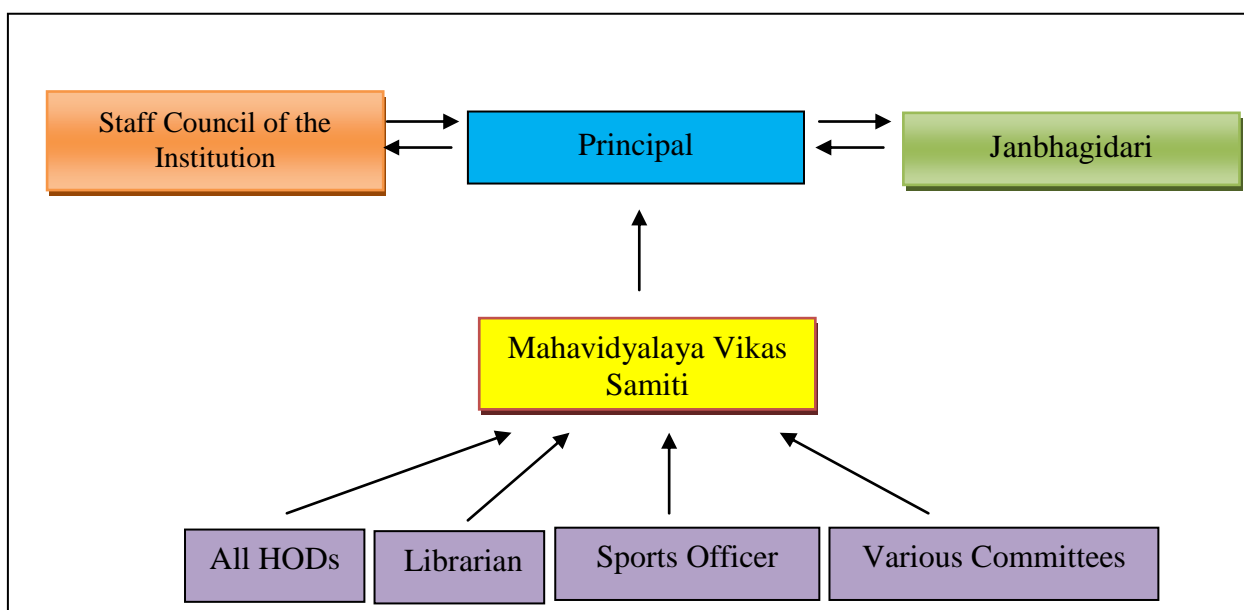 Staff Council of the
Institution
Principal
Janbhagidari
Mahavidyalaya Vikas
Samiti
All HODs
Librarian
Sports Officer
Various Committees